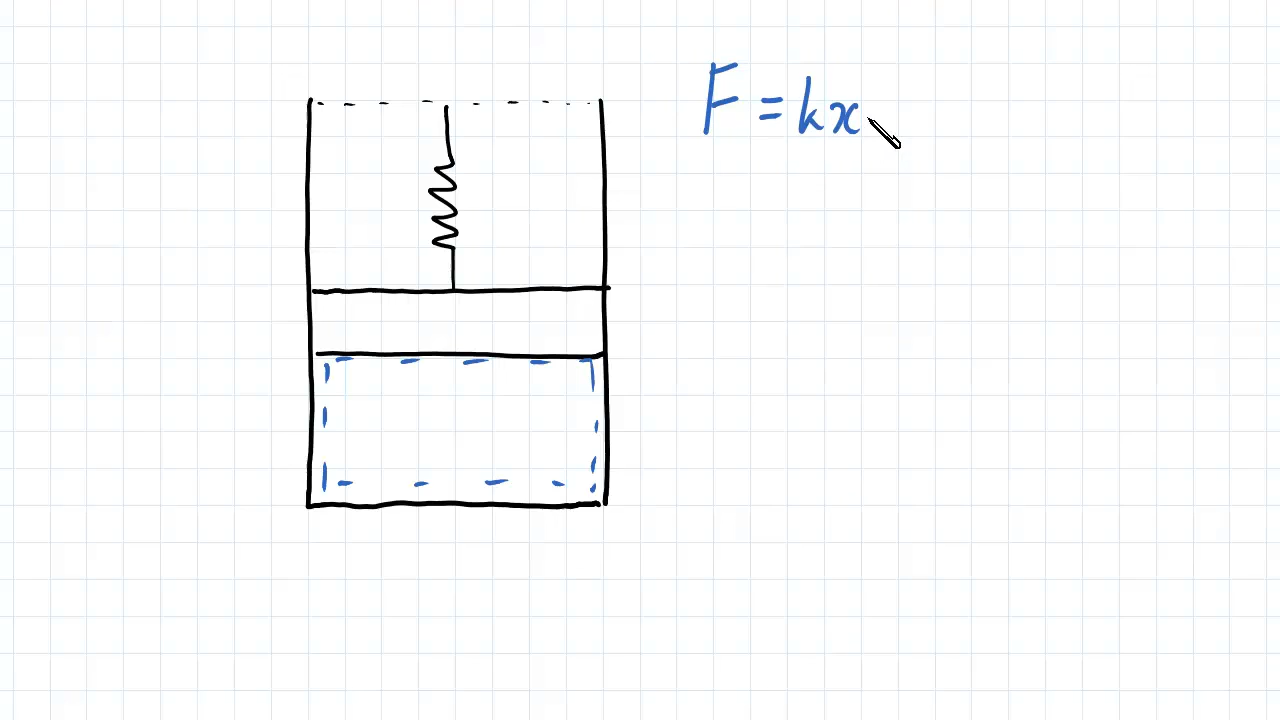 F = kx